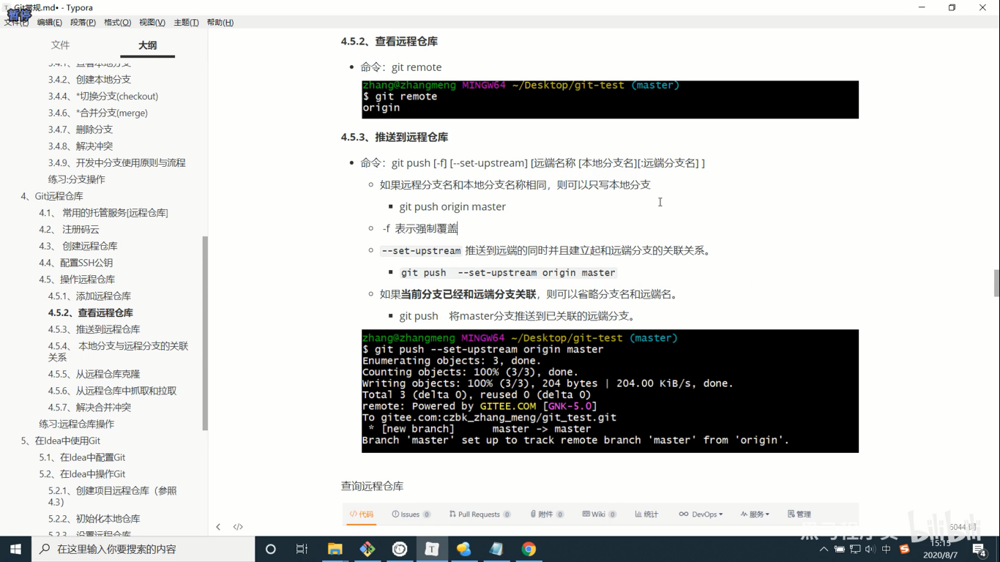 Git常规.md• - Typora
暂停
文件(F) 编辑(E) 段落(P) 格式(O) 视图(V) 主题(T) 帮助(H)
文件 大纲
3.4.1、查看本地分支
3.4.2、创建本地分支
3.4.4、*切换分支(checkout)
3.4.6、*合并分支(merge)
3.4.7、删除分支
3.4.8、解决冲突
3.4.9、开发中分支使用原则与流程
练习:分支操作
4、Git远程仓库
4.1、 常用的托管服务[远程仓库]
4.2、 注册码云
4.3、 创建远程仓库
4.4、配置SSH公钥
4.5、操作远程仓库
4.5.1、添加远程仓库
4.5.2、查看远程仓库
4.5.3、推送到远程仓库
4.5.4、 本地分支与远程分支的关联
关系
4.5.5、从远程仓库克隆
4.5.6、从远程仓库中抓取和拉取
4.5.7、解决合并冲突
练习:远程仓库操作
5、在Idea中使用Git
5.1、在Idea中配置Git
5.2、在Idea中操作Git
5.2.1、创建项目远程仓库（参照
4.3）
5.2.2、初始化本地仓库
5.2.3、设置远程仓库
4.5.2、查看远程仓库
命令：git remote
zhang@zhangmeng MINGW64 ~/Desktop/git-test (master)
$ git remote
origin
4.5.3、推送到远程仓库
命令：git push [-f] [--set-upstream] [远端名称 [本地分支名][:远端分支名] ]
如果远程分支名和本地分支名称相同，则可以只写本地分支
git push origin master
-f 表示强制覆盖
--set-upstream 推送到远端的同时并且建立起和远端分支的关联关系。
git push --set-upstream origin master
如果当前分支已经和远端分支关联，则可以省略分支名和远端名。
git push 将master分支推送到已关联的远端分支。
zhang@zhangmeng MINGW64 ~/Desktop/git-test (master)
$ git push --set-upstream origin master
Enumerating objects: 3, done.
Counting objects: 100% (3/3), done.
Writing objects: 100% (3/3), 204 bytes | 204.00 KiB/s, done.
Total 3 (delta 0), reused 0 (delta 0)
remote: Powered by GITEE.COM [GNK-5.0]
To gitee.com:czbk_zhang_meng/git_test.git
* [new branch] master -> master
Branch 'master' set up to track remote branch 'master' from 'origin'.
查询远程仓库
代码 Issues 0 Pull Requests 0 附件 0 Wiki 0 统计 DevOps 服务 管理
6044 词
bilibili
在这里输入你要搜索的内容
中
15:15
2020/8/7
4